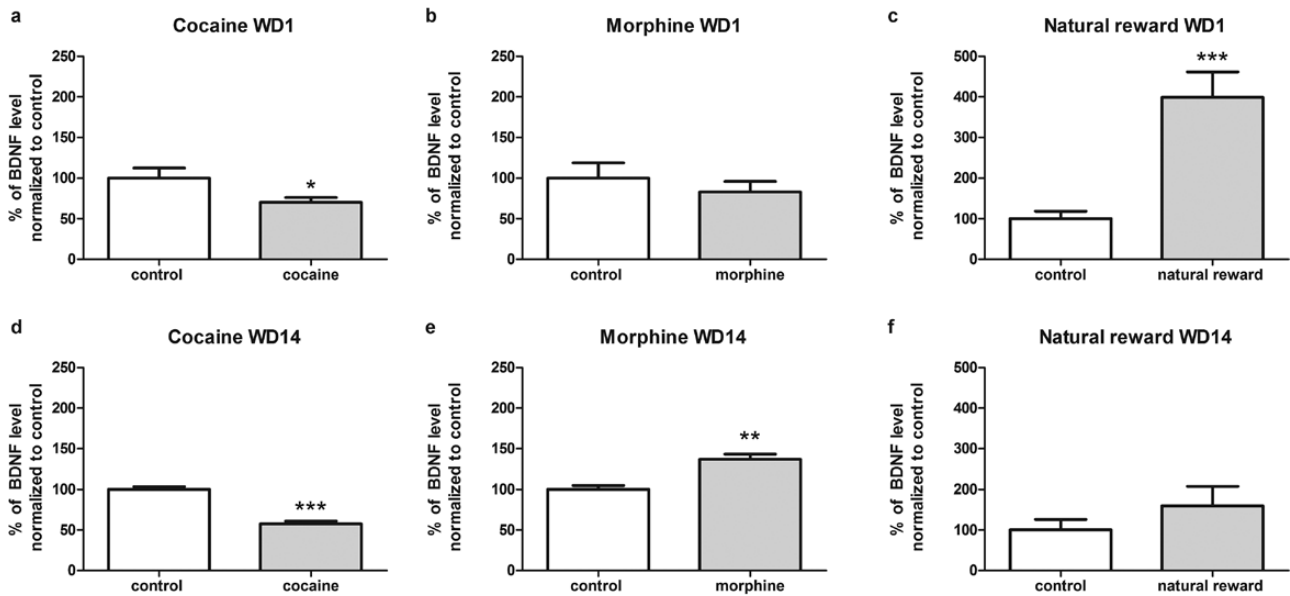 a
Cocaine WD1
% of BDNF level
normalized to control
250
200
150
100
50
0
*
control
cocaine
b
Morphine WD1
% of BDNF level
normalized to control
250
200
150
100
50
0
control
morphine
c
Natural reward WD1
% of BDNF level
normalized to control
500
400
300
200
100
0
***
control
natural reward
d
Cocaine WD14
% of BDNF level
normalized to control
250
200
150
100
50
0
***
control
cocaine
e
Morphine WD14
% of BDNF level
normalized to control
250
200
150
100
50
0
**
control
morphine
f
Natural reward WD14
% of BDNF level
normalized to control
500
400
300
200
100
0
control
natural reward